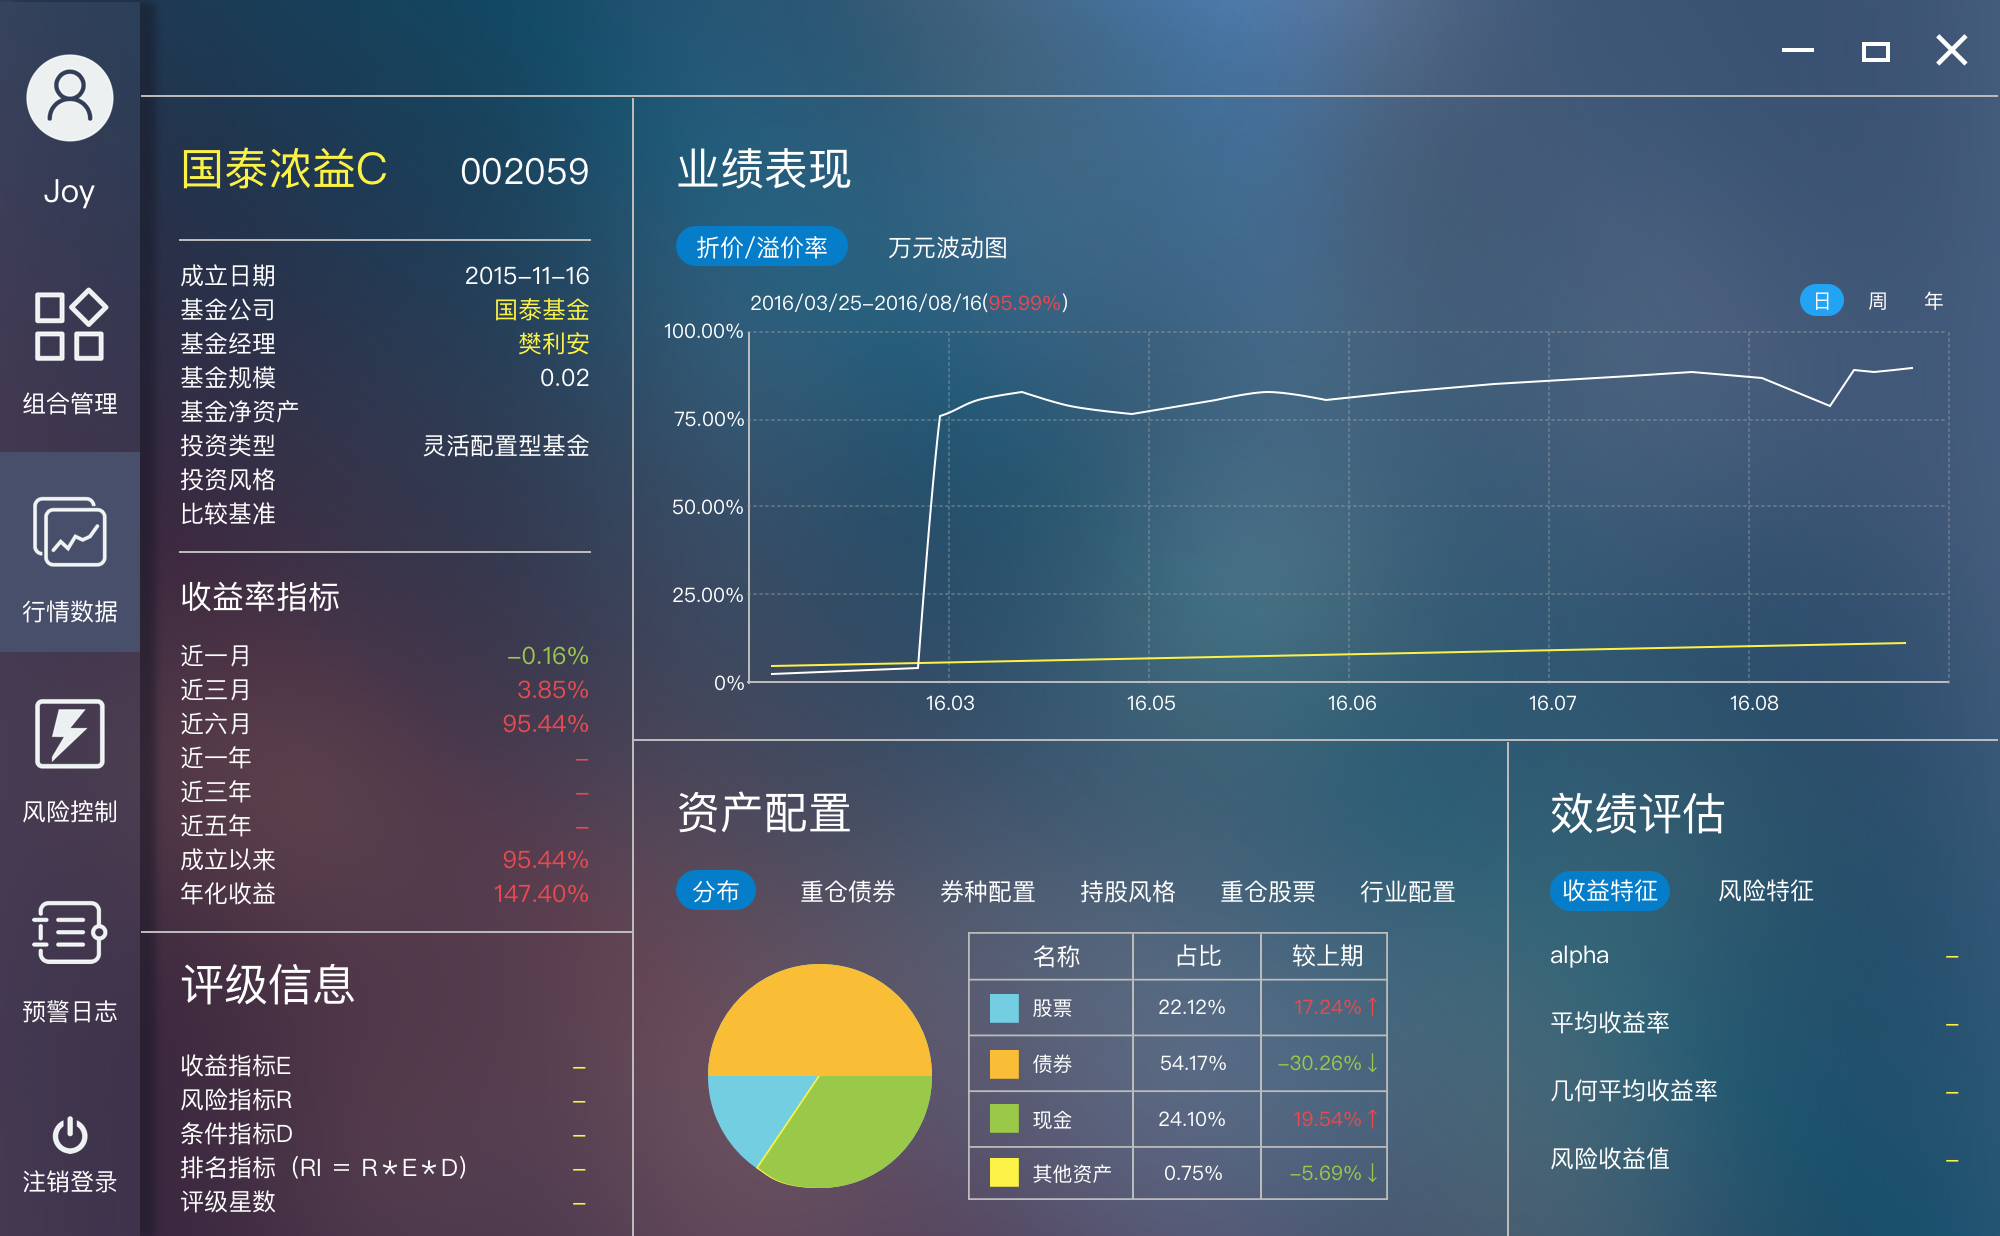 Joy
组合管理
行情数据
风险控制
预警日志
注销登录
国泰浓益C 002059
成立日期 2015-11-16
基金公司 国泰基金
基金经理 樊利安
基金规模 0.02
基金净资产
投资类型 灵活配置型基金
投资风格
比较基准
收益率指标
近一月 -0.16%
近三月 3.85%
近六月 95.44%
近一年 -
近三年 -
近五年 -
成立以来 95.44%
年化收益 147.40%
评级信息
收益指标E -
风险指标R -
条件指标D -
排名指标（RI = R*E*D） -
评级星数 -
业绩表现
折价/溢价率 万元波动图
2016/03/25-2016/08/16(95.99%) 日 周 年
100.00%
75.00%
50.00%
25.00%
0%
16.03 16.05 16.06 16.07 16.08
资产配置
分布 重仓债券 券种配置 持股风格 重仓股票 行业配置
名称 占比 较上期
股票 22.12% 17.24%↑
债券 54.17% -30.26%↓
现金 24.10% 19.54%↑
其他资产 0.75% -5.69%↓
效绩评估
收益特征 风险特征
alpha -
平均收益率 -
几何平均收益率 -
风险收益值 -